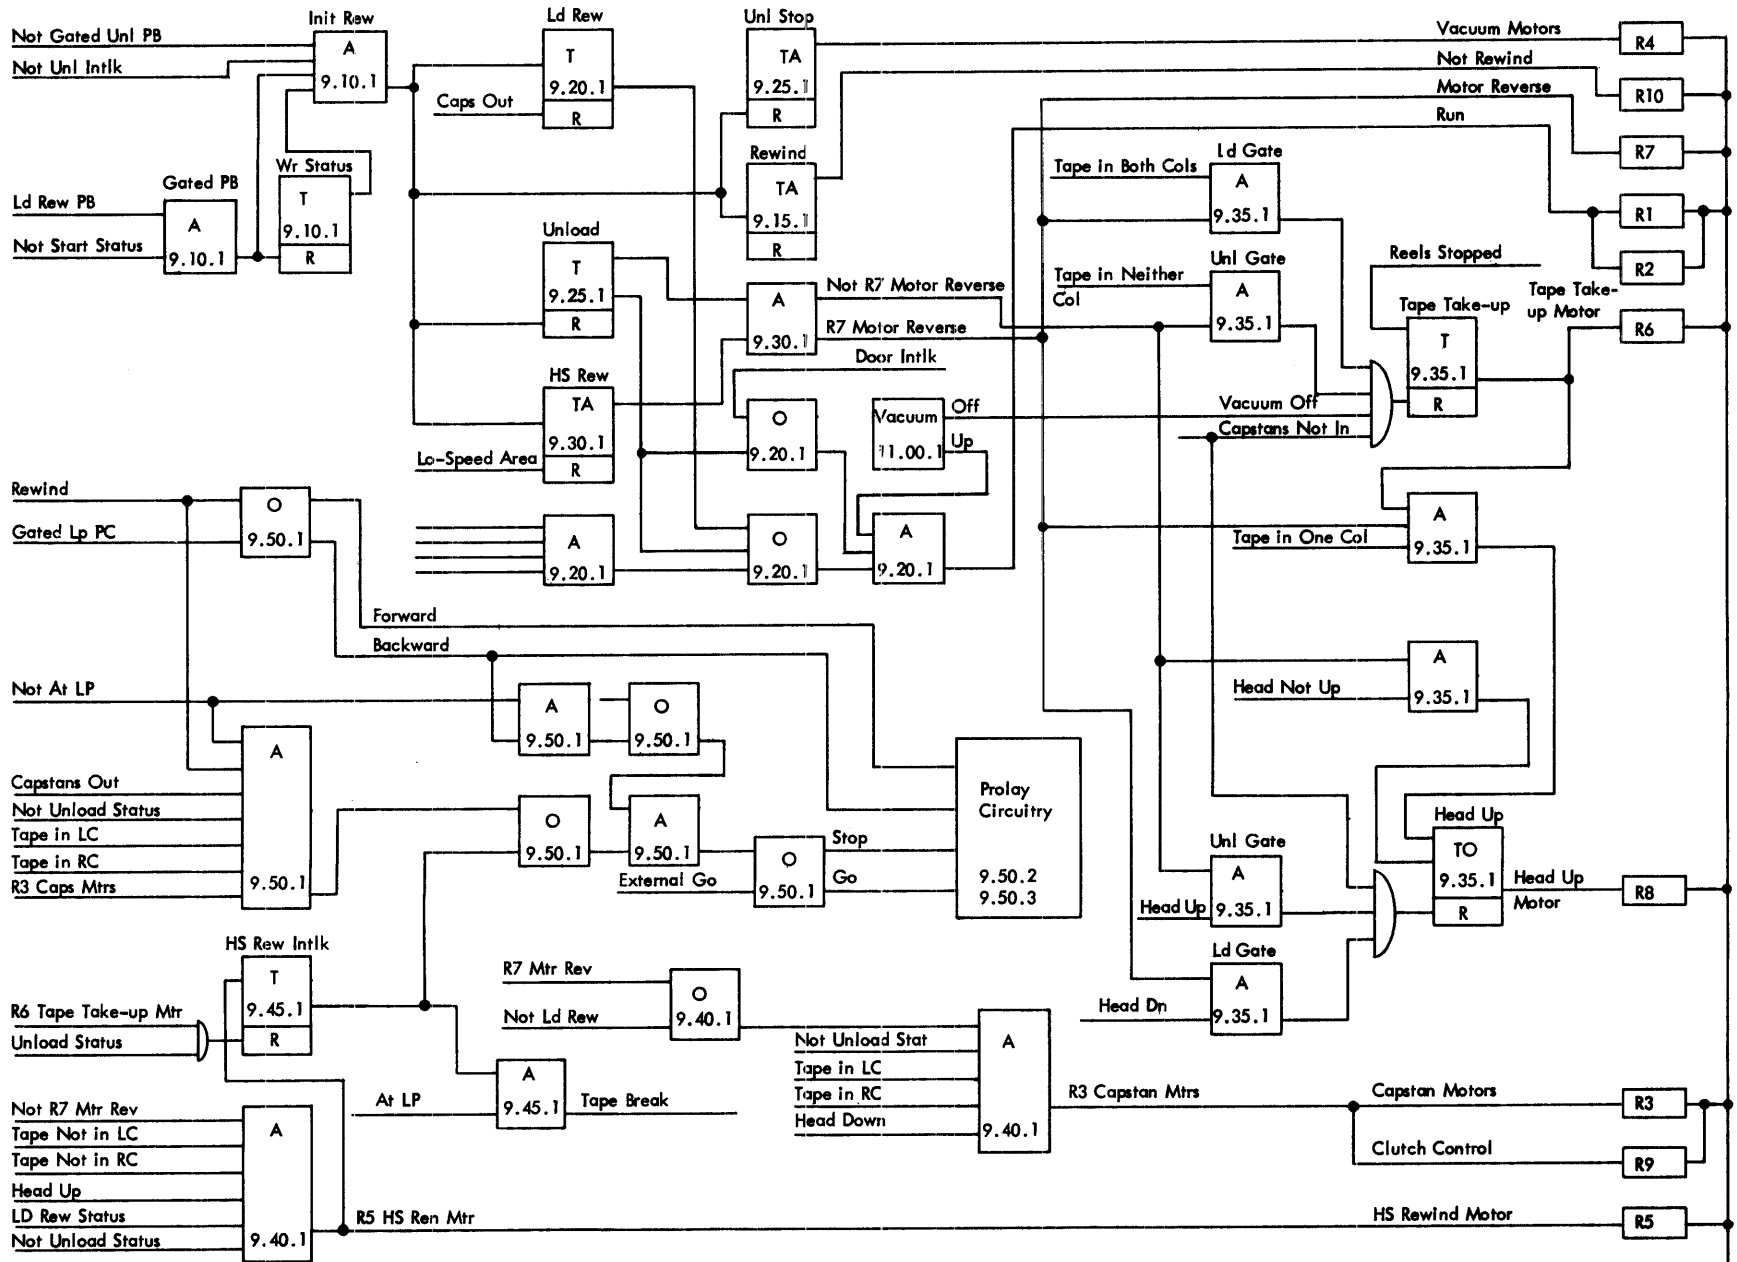 Init Rew
Not Gated Unl PB
Not Unl Intlk
A
9.10.1
Ld Rew
T
9.20.1
R
Caps Out
Unl Stop
TA
9.25.1
R
Vacuum Motors
R4
Not Rewind
R10
Motor Reverse
R7
Run
R1
R2
Gated PB
Ld Rew PB
Not Start Status
A
9.10.1
Wr Status
T
9.10.1
R
Rewind
TA
9.15.1
R
Ld Gate
Tape in Both Cols
A
9.35.1
Unload
T
9.25.1
R
A
9.30.1
Not R7 Motor Reverse
R7 Motor Reverse
Unl Gate
Tape in Neither
Col
A
9.35.1
Reels Stopped
Tape Take-up
T
9.35.1
R
Tape Take-
up Motor
R6
HS Rew
TA
9.30.1
R
Lo-Speed Area
Door Intlk
O
9.20.1
Vacuum
11.00.1
Off
Up
Vacuum Off
Capstans Not In
Rewind
Gated Lp PC
O
9.50.1
A
9.20.1
O
9.20.1
A
9.20.1
A
9.35.1
Tape in One Col
Forward
Backward
A
9.35.1
Head Not Up
Not At LP
A
9.50.1
O
9.50.1
A
9.50.1
Capstans Out
Not Unload Status
Tape in LC
Tape in RC
R3 Caps Mtrs
O
9.50.1
A
9.50.1
External Go
O
9.50.1
Stop
Go
Prolay
Circuitry
9.50.2
9.50.3
Unl Gate
A
9.35.1
Head Up
Head Up
TO
9.35.1
R
Head Up
Motor
R8
Ld Gate
A
9.35.1
Head Dn
HS Rew Intlk
T
9.45.1
R
R6 Tape Take-up Mtr
Unload Status
R7 Mtr Rev
Not Ld Rew
O
9.40.1
Not Unload Stat
Tape in LC
Tape in RC
Head Down
A
9.40.1
R3 Capstan Mtrs
Capstan Motors
R3
Clutch Control
R9
At LP
A
9.45.1
Tape Break
Not R7 Mtr Rev
Tape Not in LC
Tape Not in RC
Head Up
LD Rew Status
Not Unload Status
A
9.40.1
R5 HS Ren Mtr
HS Rewind Motor
R5